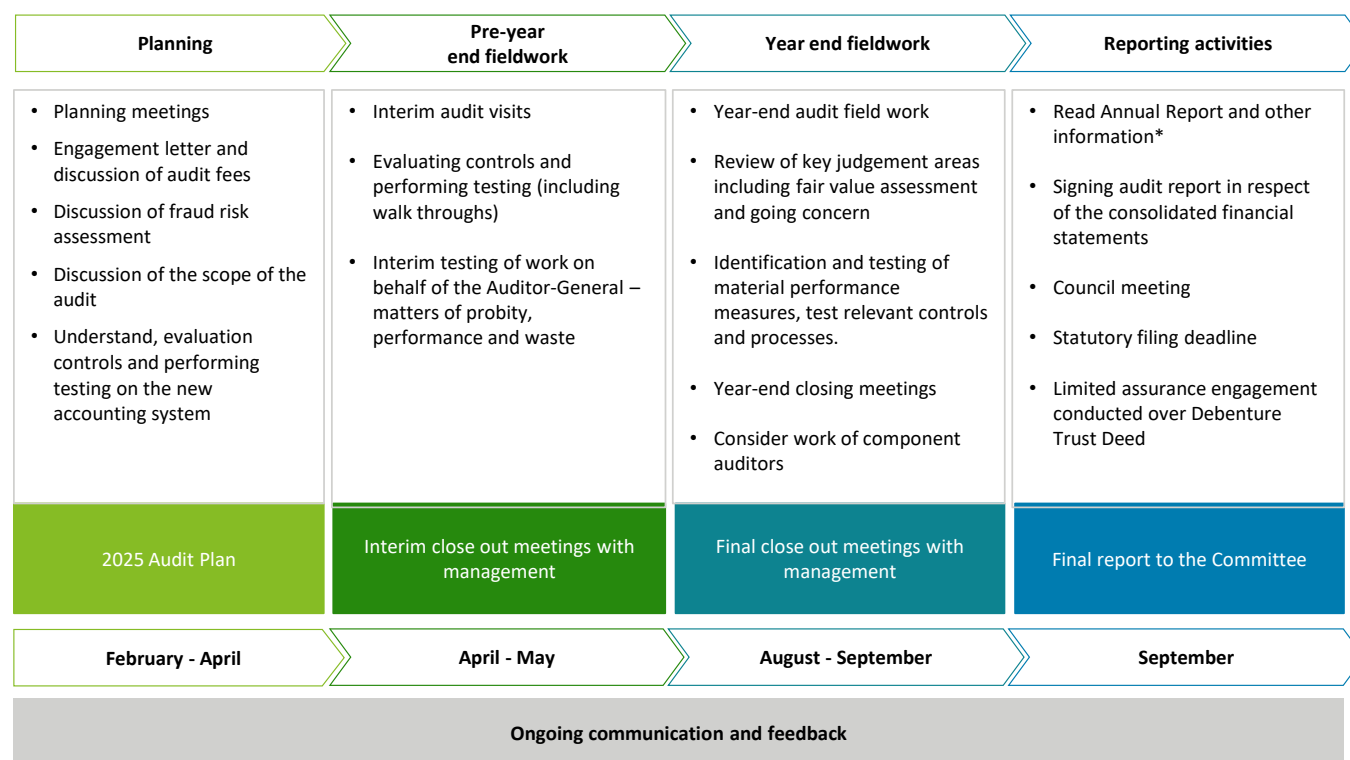 Planning
Pre-year
end fieldwork
Year end fieldwork
Reporting activities
• Planning meetings
• Engagement letter and
discussion of audit fees
• Discussion of fraud risk
assessment
• Discussion of the scope of the
audit
• Understand, evaluation
controls and performing
testing on the new
accounting system
• Interim audit visits
• Evaluating controls and
performing testing (including
walk throughs)
• Interim testing of work on
behalf of the Auditor-General –
matters of probity,
performance and waste
• Year-end audit field work
• Review of key judgement areas
including fair value assessment
and going concern
• Identification and testing of
material performance
measures, test relevant controls
and processes.
• Year-end closing meetings
• Consider work of component
auditors
• Read Annual Report and other
information*
• Signing audit report in respect
of the consolidated financial
statements
• Council meeting
• Statutory filing deadline
• Limited assurance engagement
conducted over Debenture
Trust Deed
2025 Audit Plan
Interim close out meetings with
management
Final close out meetings with
management
Final report to the Committee
February - April
April - May
August - September
September
Ongoing communication and feedback